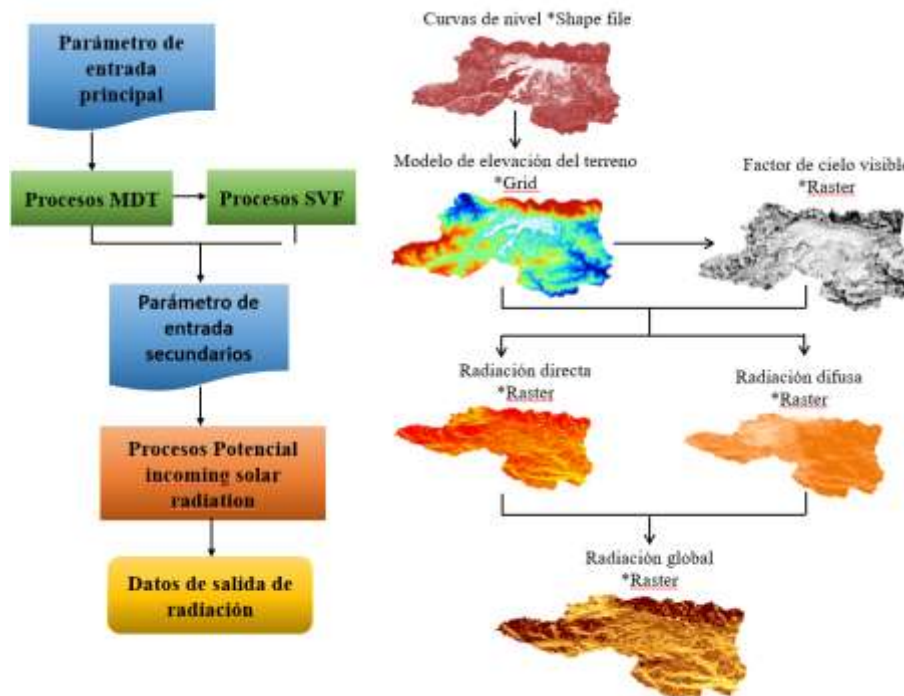 Parámetro de
entrada
principal
Procesos MDT
Procesos SVF
Parámetro de
entrada
secundarios
Procesos Potencial
incoming solar
radiation
Datos de salida de
radiación
Curvas de nivel *Shape file
Modelo de elevación del terreno
*Grid
Factor de cielo visible
*Raster
Radiación directa
*Raster
Radiación difusa
*Raster
Radiación global
*Raster